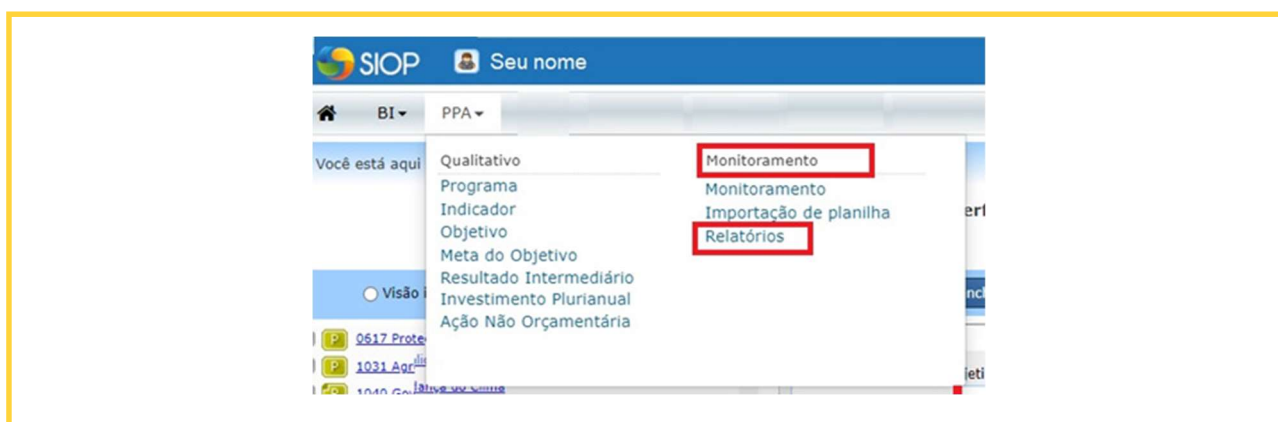 SIOP Seu nome
BI PPA
Você está aqui
Qualitativo
Programa
Indicador
Objetivo
Meta do Objetivo
Resultado Intermediário
Investimento Plurianual
Ação Não Orçamentária
Monitoramento
Monitoramento
Importação de planilha
Relatórios
Visão
0617
1031
1040